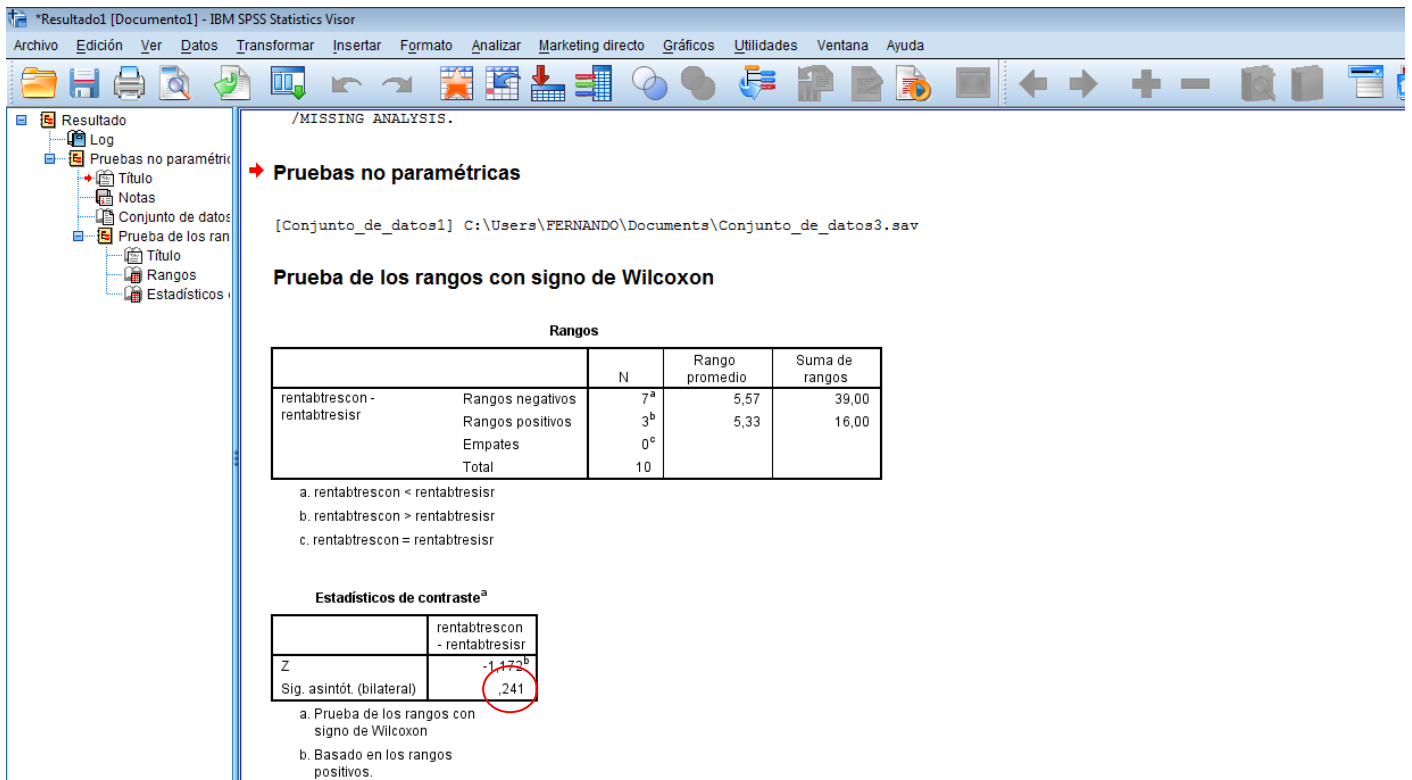 *Resultado1 [Documento1] - IBM SPSS Statistics Visor
Archivo Edición Ver Datos Transformar Insertar Formato Analizar Marketing directo Gráficos Utilidades Ventana Ayuda
Resultado
Log
Pruebas no paramétric
Título
Notas
Conjunto de datos
Prueba de los ran
Título
Rangos
Estadísticos
/MISSING ANALYSIS.
Pruebas no paramétricas
[Conjunto_de_datos1] C:\Users\FERNANDO\Documents\Conjunto_de_datos3.sav
Prueba de los rangos con signo de Wilcoxon
Rangos
N Rango promedio Suma de rangos
rentabtrescon - rentabtresisr Rangos negativos 7a 5,57 39,00
Rangos positivos 3b 5,33 16,00
Empates 0c
Total 10
a. rentabtrescon < rentabtresisr
b. rentabtrescon > rentabtresisr
c. rentabtrescon = rentabtresisr
Estadísticos de contrastea
rentabtrescon
- rentabtresisr
Z -1,172b
Sig. asintót. (bilateral) ,241
a. Prueba de los rangos con
signo de Wilcoxon
b. Basado en los rangos
positivos.